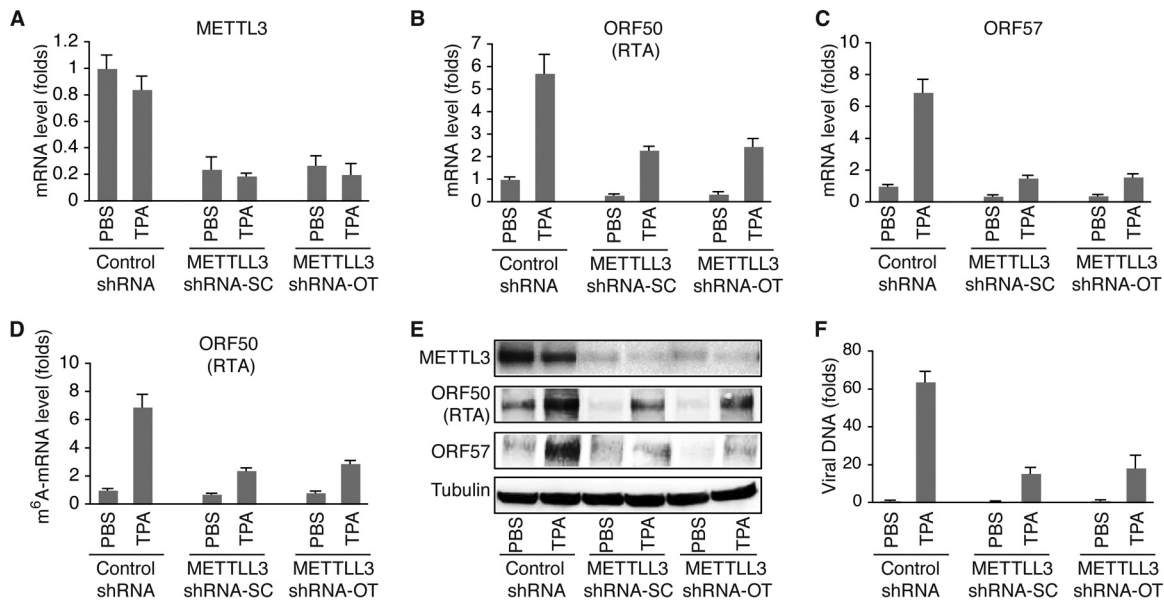 A
METTL3
mRNA level (folds)
1.2
1
0.8
0.6
0.4
0.2
0
PBS
TPA
PBS
TPA
PBS
TPA
Control
shRNA
METTLL3
shRNA-SC
METTLL3
shRNA-OT
B
ORF50
(RTA)
mRNA level (folds)
7
6
5
4
3
2
1
0
PBS
TPA
PBS
TPA
PBS
TPA
Control
shRNA
METTLL3
shRNA-SC
METTLL3
shRNA-OT
C
ORF57
mRNA level (folds)
10
8
6
4
2
0
PBS
TPA
PBS
TPA
PBS
TPA
Control
shRNA
METTLL3
shRNA-SC
METTLL3
shRNA-OT
D
ORF50
(RTA)
m⁶A-mRNA level (folds)
10
8
6
4
2
0
PBS
TPA
PBS
TPA
PBS
TPA
Control
shRNA
METTLL3
shRNA-SC
METTLL3
shRNA-OT
E
METTL3
ORF50
(RTA)
ORF57
Tubulin
PBS
TPA
PBS
TPA
PBS
TPA
Control
shRNA
METTLL3
shRNA-SC
METTLL3
shRNA-OT
F
Viral DNA (folds)
80
60
40
20
0
PBS
TPA
PBS
TPA
PBS
TPA
Control
shRNA
METTLL3
shRNA-SC
METTLL3
shRNA-OT